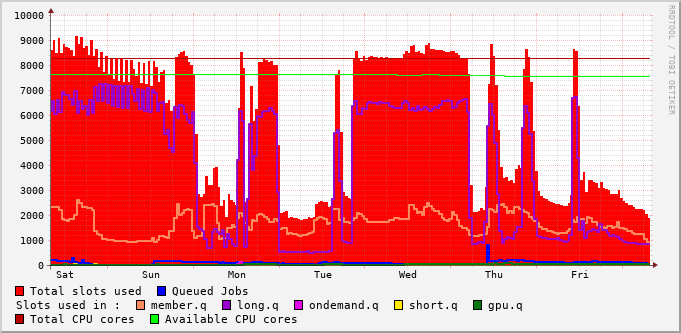 10000
9000
8000
7000
6000
5000
4000
3000
2000
1000
0
Sat Sun Mon Tue Wed Thu Fri
RRDTOOL / TOBI OETIKER
Total slots used Queued Jobs
Slots used in : member.q long.q ondemand.q short.q gpu.q
Total CPU cores Available CPU cores